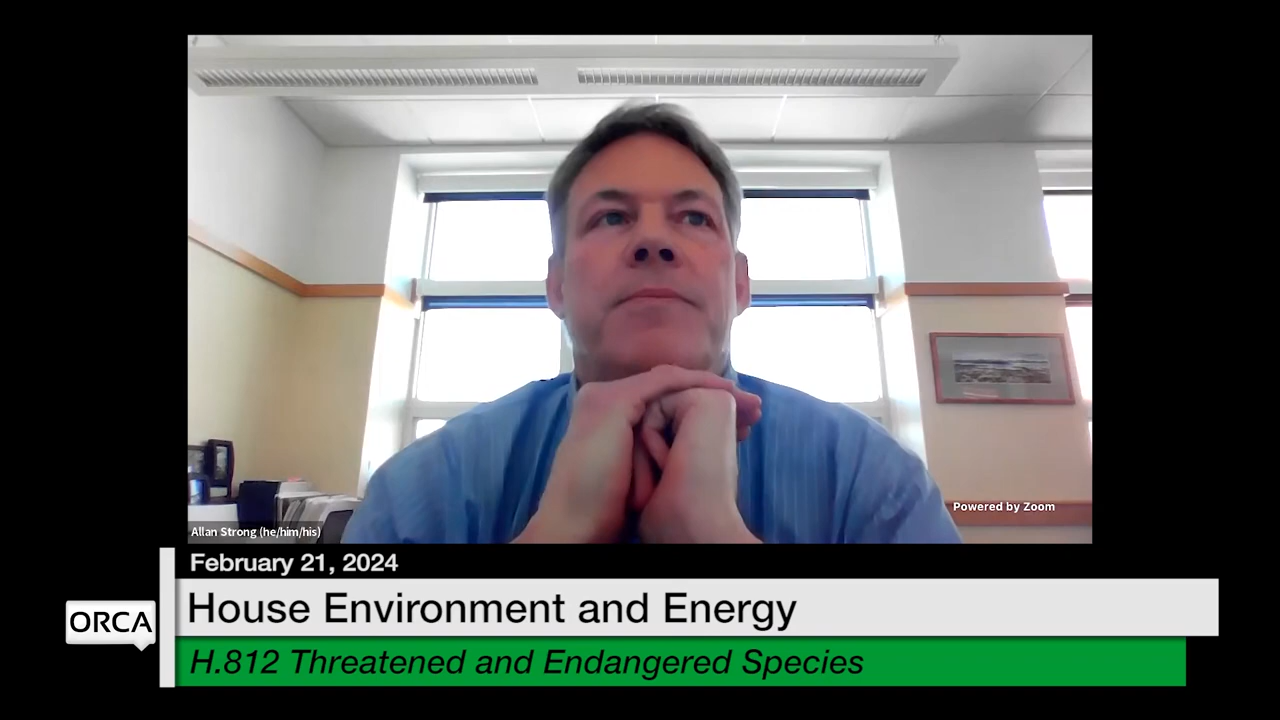 Powered by Zoom
Allan Strong (he/him/his)
February 21, 2024
House Environment and Energy
ORCA
H.812 Threatened and Endangered Species